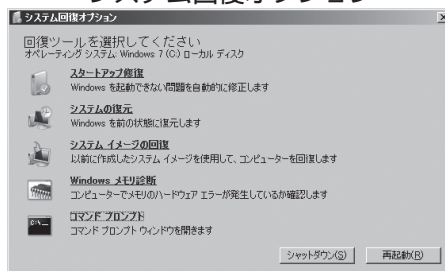 システム回復オプション
システム回復オプション
回復ツールを選択してください
オペレーティング システム: Windows 7 (C:) ローカル ディスク
スタートアップ修復
Windows を起動できない問題を自動的に修正します
システムの復元
Windows を前の状態に復元します
システム イメージの回復
以前に作成したシステム イメージを使用して、コンピューターを回復します
Windows メモリ診断
コンピューターでメモリのハードウェア エラーが発生しているか確認します
コマンド プロンプト
コマンド プロンプト ウィンドウを開きます
シャットダウン(S) 再起動(R)